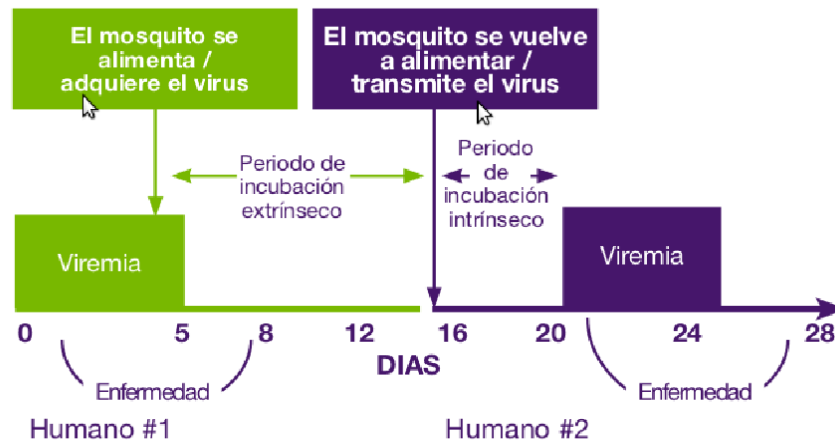 El mosquito se
alimenta /
adquiere el virus
El mosquito se vuelve
a alimentar /
transmite el virus
Periodo de
incubación
extrínseco
Periodo
de
incubación
intrínseco
Viremia
Viremia
0 5 8 12 16 20 24 28
DIAS
Enfermedad
Enfermedad
Humano #1
Humano #2